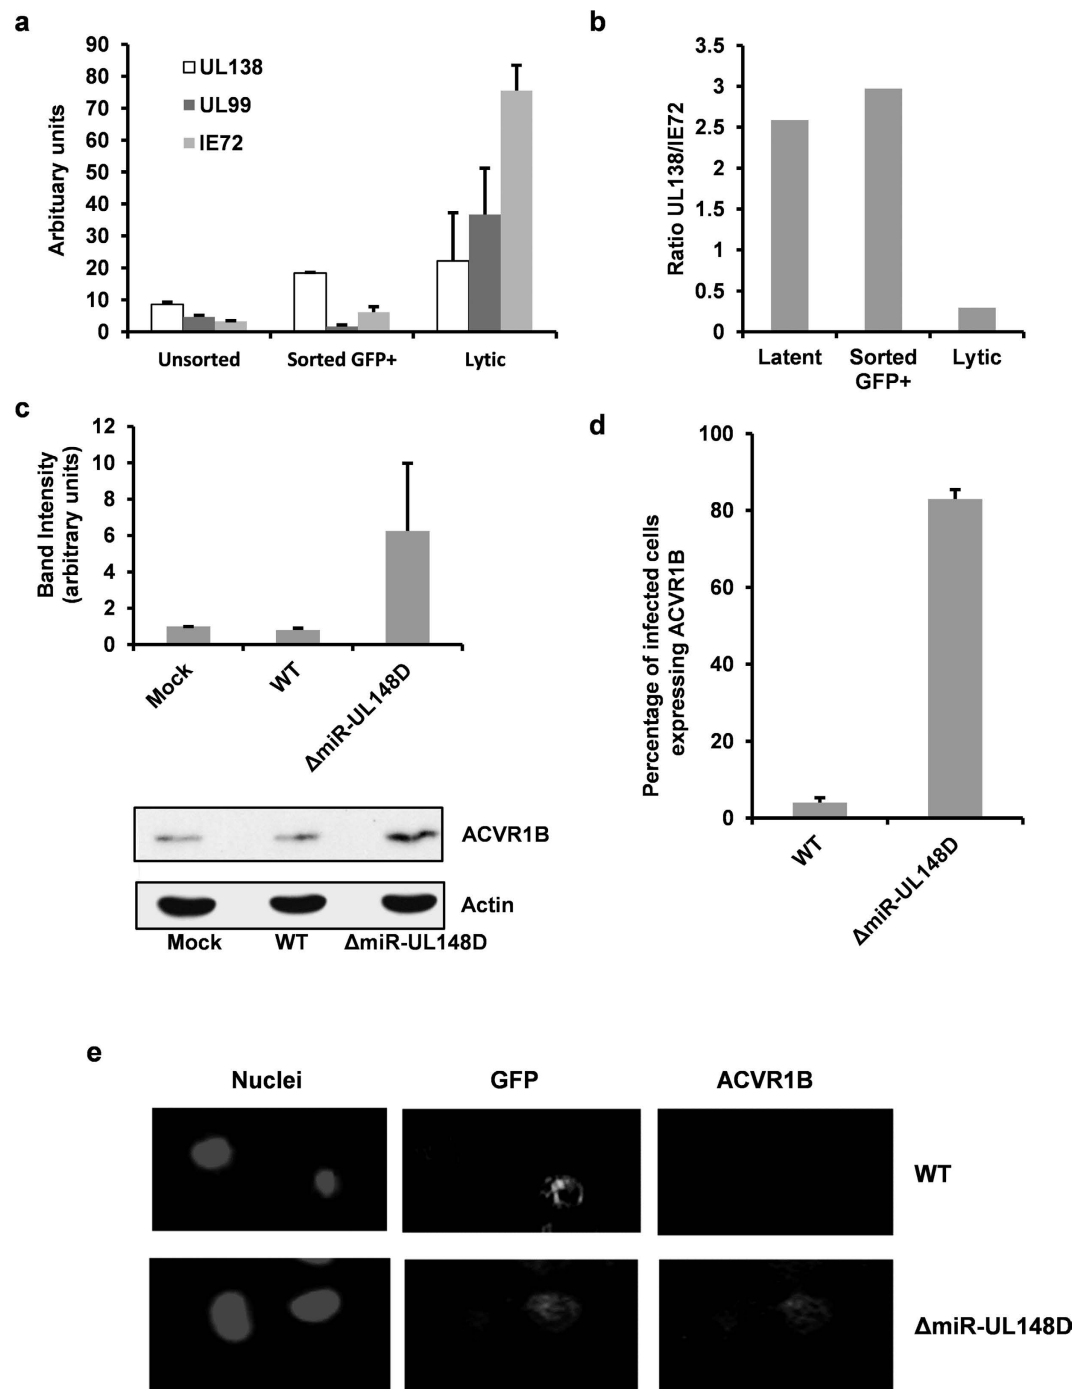 a
Arbituary units
90
80
70
60
50
40
30
20
10
0
UL138
UL99
IE72
Unsorted
Sorted GFP+
Lytic
b
Ratio UL138/IE72
3.5
3
2.5
2
1.5
1
0.5
0
Latent
Sorted
GFP+
Lytic
c
Band Intensity
(arbitrary units)
12
10
8
6
4
2
0
Mock
WT
ΔmiR-UL148D
ACVR1B
Actin
Mock
WT
ΔmiR-UL148D
d
Percentage of infected cells
expressing ACVR1B
100
80
60
40
20
0
WT
ΔmiR-UL148D
e
Nuclei
GFP
ACVR1B
WT
ΔmiR-UL148D